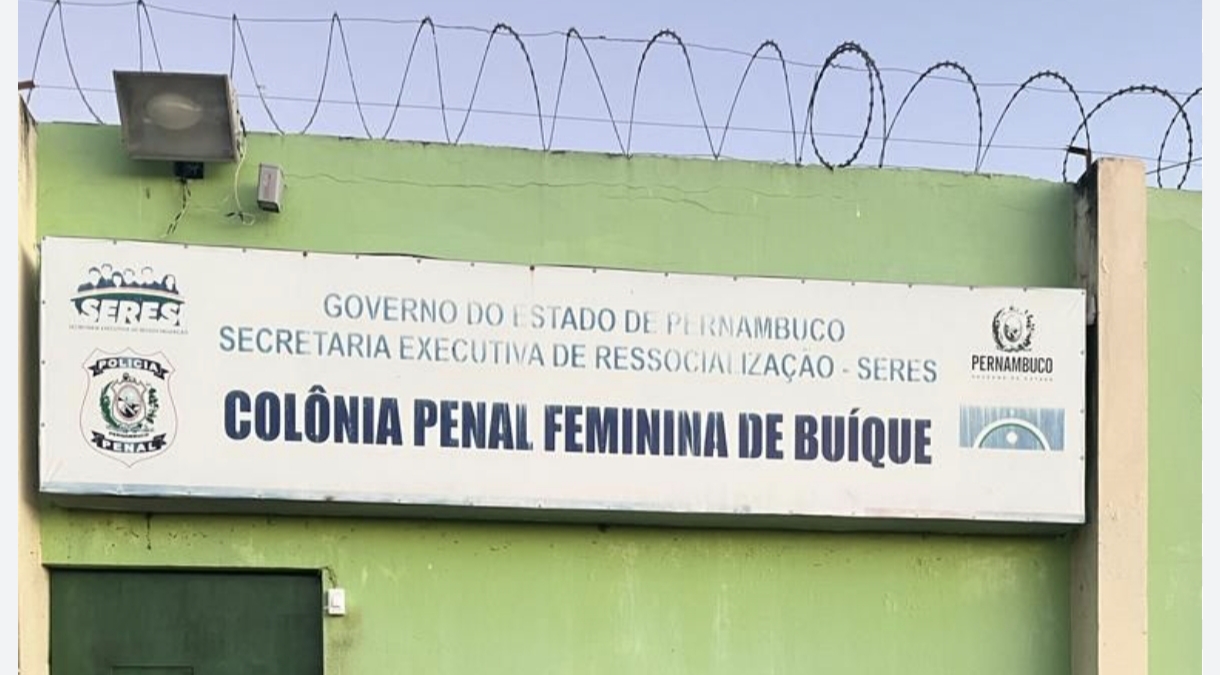 SERES
POLÍCIA
PERNAMBUCO
PENAL
GOVERNO DO ESTADO DE PERNAMBUCO
SECRETARIA EXECUTIVA DE RESSOCIALIZAÇÃO - SERES
COLÔNIA PENAL FEMININA DE BUÍQUE
PERNAMBUCO